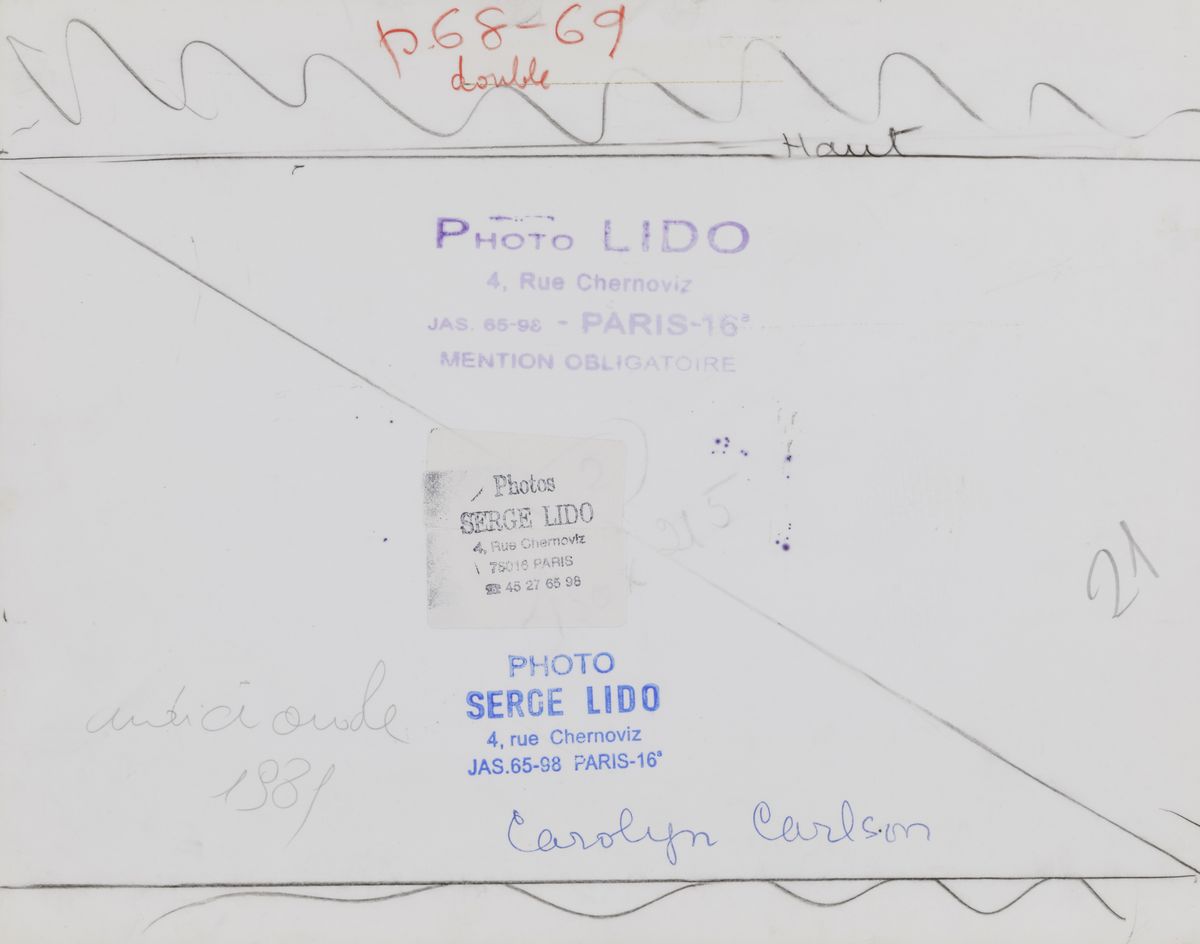 p.68-69
double
Haut
PHOTO LIDO
4, Rue Chernoviz
JAS. 65-98 - PARIS-16ᵉ
MENTION OBLIGATOIRE
Photos
SERGE LIDO
4, Rue Chernoviz
75016 PARIS
☎ 45 27 65 98
215
21
PHOTO
SERGE LIDO
4, rue Chernoviz
JAS.65-98 PARIS-16ᵉ
1981
Carolyn Carlson